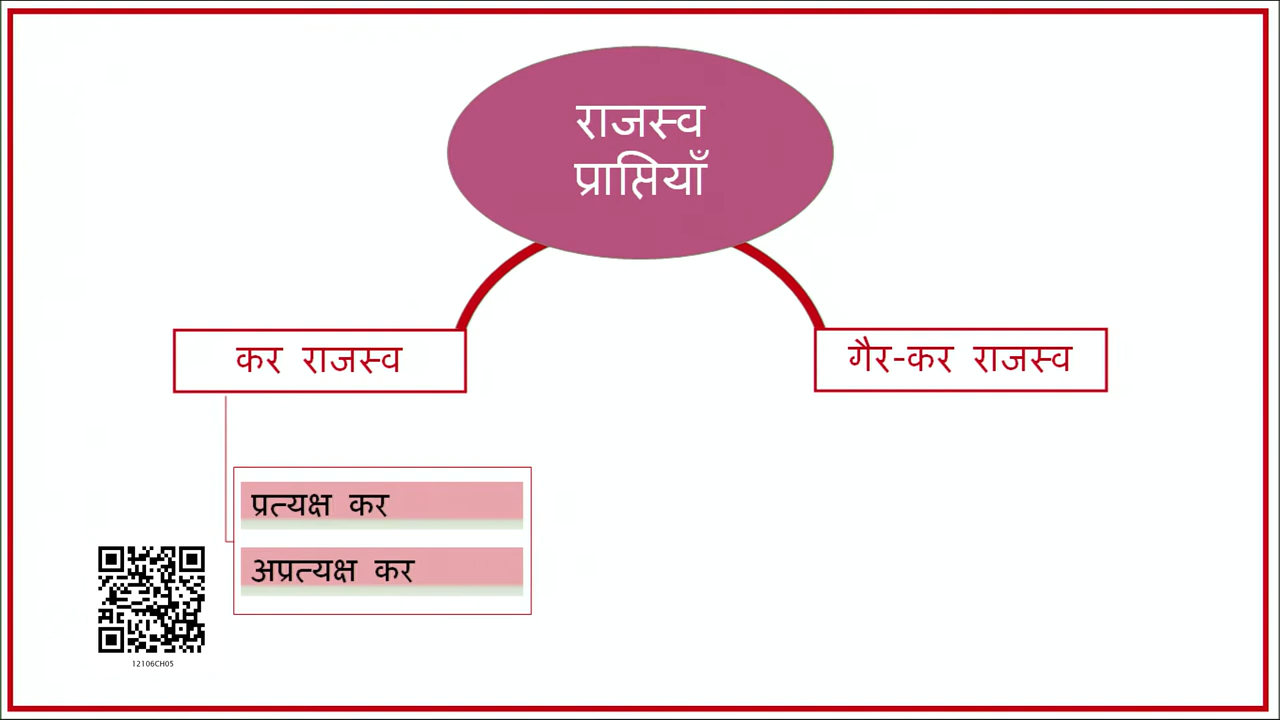 राजस्व
प्राप्तियाँ
कर राजस्व
गैर-कर राजस्व
प्रत्यक्ष कर
अप्रत्यक्ष कर
12106CH05